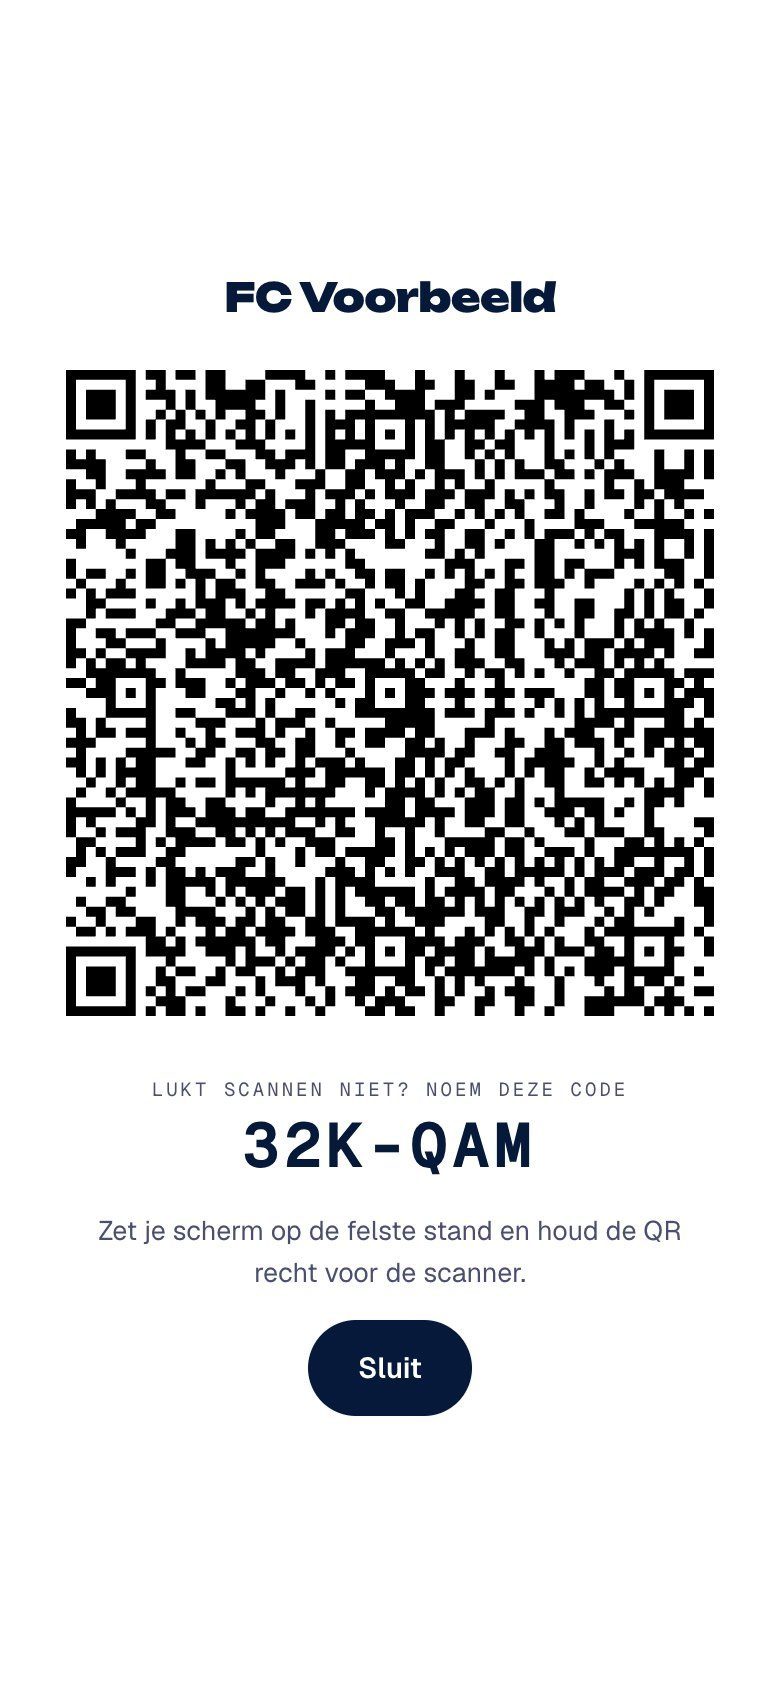 FC Voorbeeld
LUKT SCANNEN NIET? NOEM DEZE CODE
32K-QAM
Zet je scherm op de felste stand en houd de QR
recht voor de scanner.
Sluit